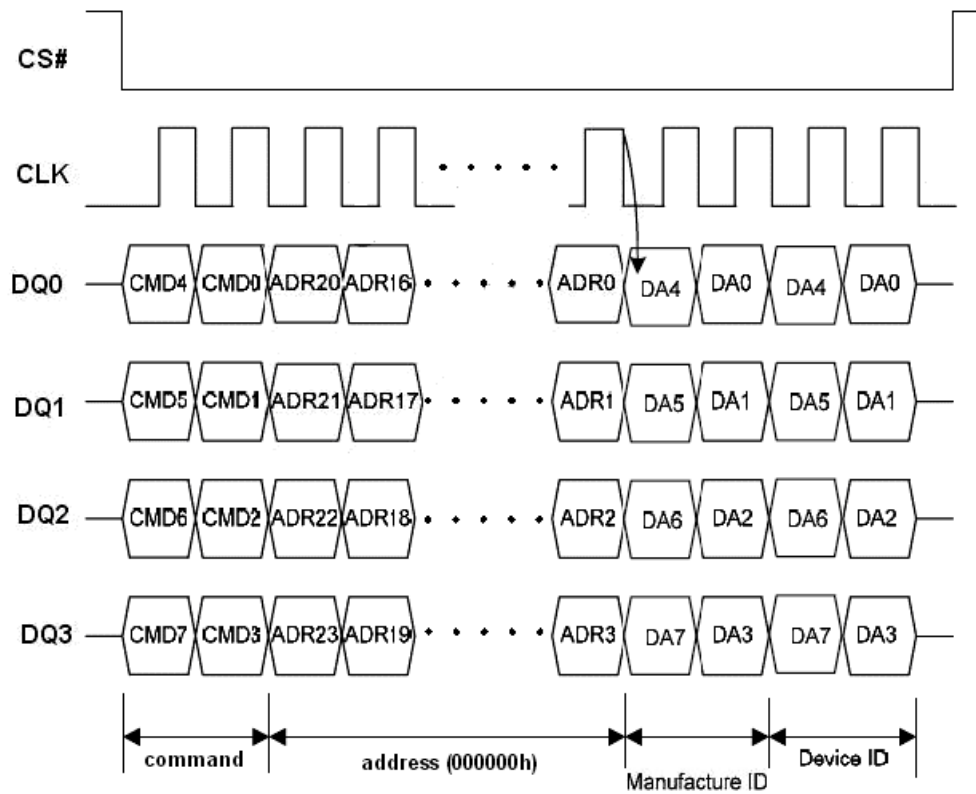 CS#
CLK
DQ0 CMD4 CMD0 ADR20 ADR16 ADR0 DA4 DA0 DA4 DA0
DQ1 CMD5 CMD1 ADR21 ADR17 ADR1 DA5 DA1 DA5 DA1
DQ2 CMD6 CMD2 ADR22 ADR18 ADR2 DA6 DA2 DA6 DA2
DQ3 CMD7 CMD3 ADR23 ADR19 ADR3 DA7 DA3 DA7 DA3
command address (000000h) Manufacture ID Device ID